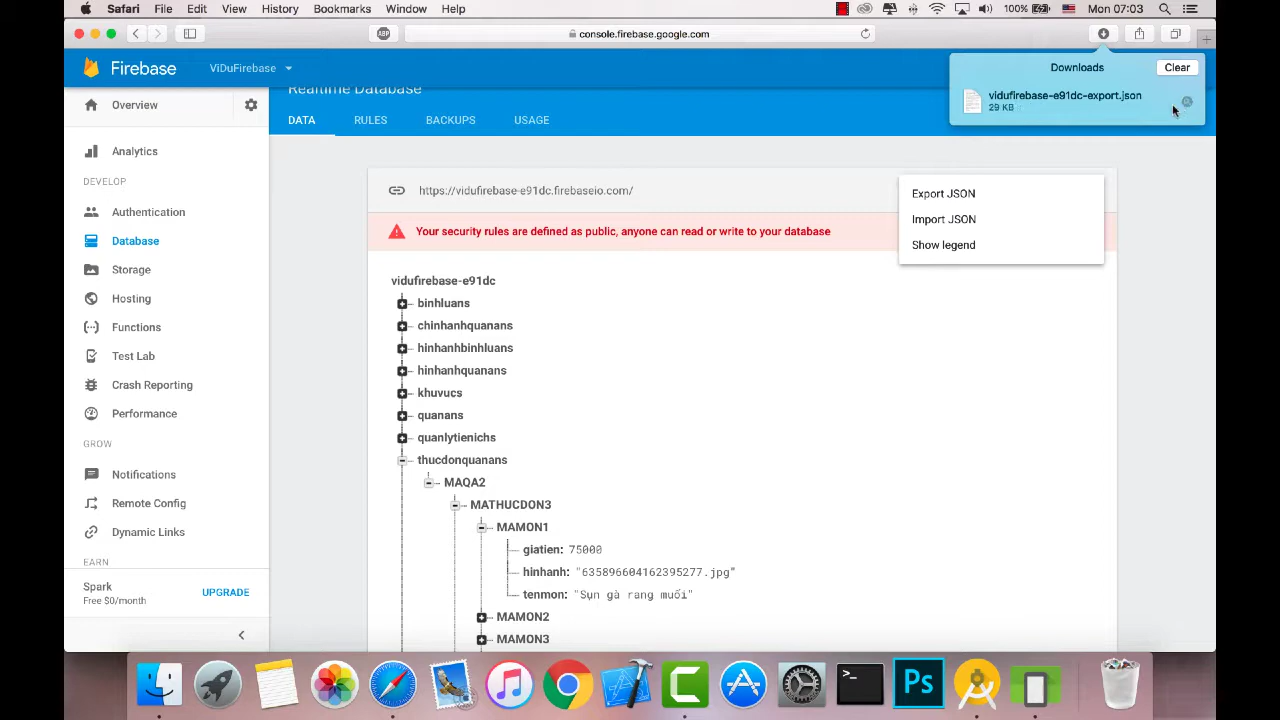 Safari File Edit View History Bookmarks Window Help 100% Mon 07:03
ABP console.firebase.google.com
Firebase ViDuFirebase
Downloads Clear
vidufirebase-e91dc-export.json
29 KB
Realtime Database
DATA RULES BACKUPS USAGE
Overview
Analytics
DEVELOP
Authentication
Database
Storage
Hosting
Functions
Test Lab
Crash Reporting
Performance
GROW
Notifications
Remote Config
Dynamic Links
EARN
Spark
Free $0/month
UPGRADE
https://vidufirebase-e91dc.firebaseio.com/
Your security rules are defined as public, anyone can read or write to your database
Export JSON
Import JSON
Show legend
vidufirebase-e91dc
binhluans
chinhanhquanans
hinhanhbinhluans
hinhanhquanans
khuvucs
quanans
quanlytienichs
thucdonquanans
MAQA2
MATHUCDON3
MAMON1
giatien: 75000
hinhanh: "635896604162395277.jpg"
tenmon: "Sụn gà rang muối"
MAMON2
MAMON3
Ps